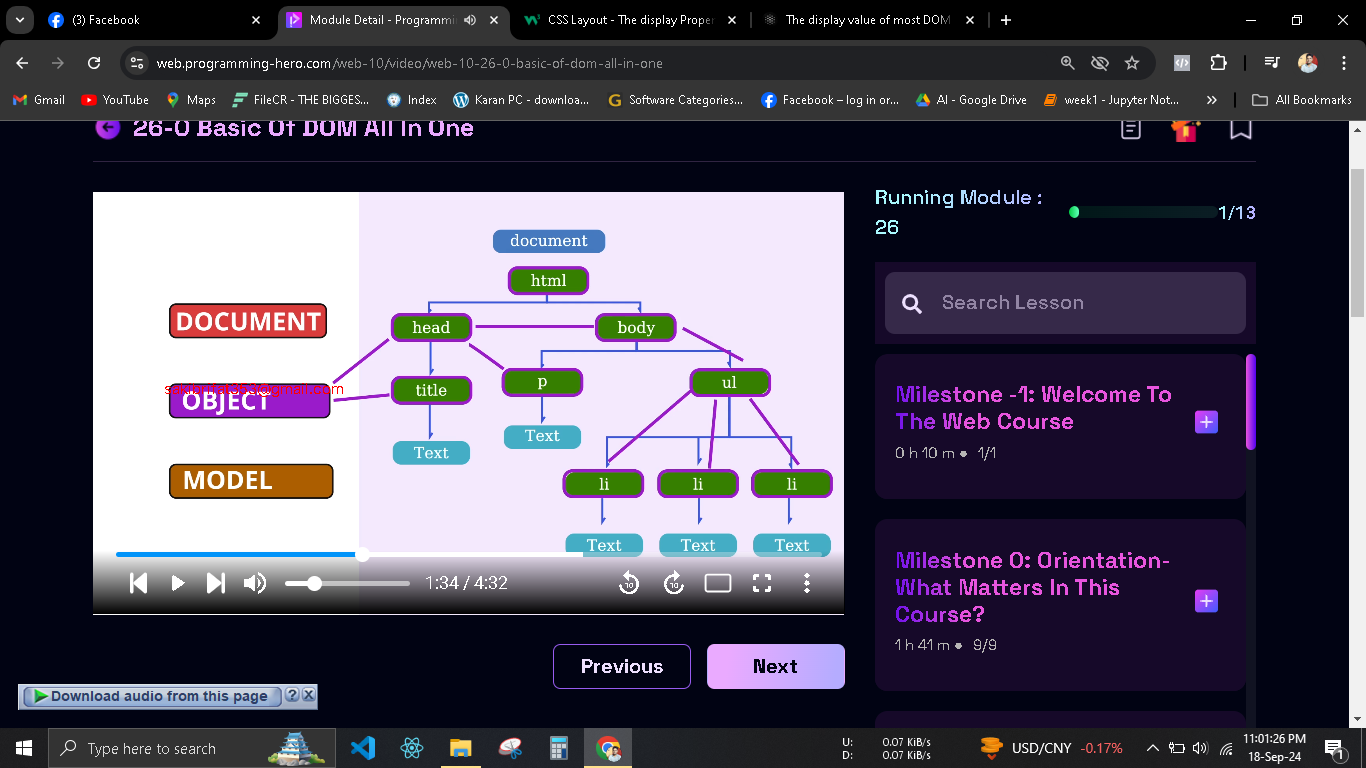 (3) Facebook
Module Detail - Programmin
CSS Layout - The display Proper
The display value of most DOM
web.programming-hero.com/web-10/video/web-10-26-0-basic-of-dom-all-in-one
Gmail
YouTube
Maps
FileCR - THE BIGGES...
Index
Karan PC - downloa...
Software Categories...
Facebook – log in or...
AI - Google Drive
week1 - Jupyter Not...
All Bookmarks
26-0 Basic Of DOM All In One
document
html
head
body
title
p
ul
Text
Text
li
li
li
Text
Text
Text
DOCUMENT
OBJECT
MODEL
1:34 / 4:32
Previous
Next
Running Module :
26
1/13
Search Lesson
Milestone -1: Welcome To
The Web Course
0 h 10 m • 1/1
Milestone 0: Orientation-
What Matters In This
Course?
1 h 41 m • 9/9
Download audio from this page
Type here to search
U: 0.07 KiB/s
D: 0.07 KiB/s
USD/CNY -0.17%
11:01:26 PM
18-Sep-24
1